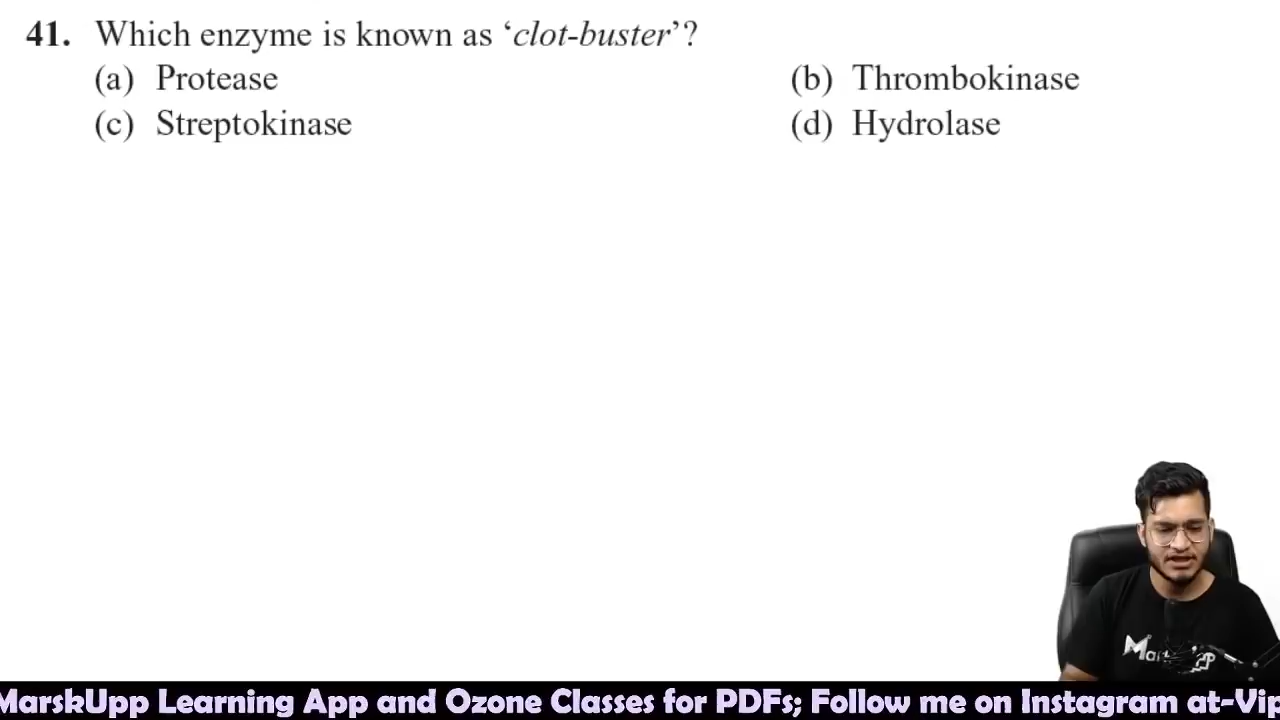 41. Which enzyme is known as ‘clot-buster’?
(a) Protease (b) Thrombokinase
(c) Streptokinase (d) Hydrolase
MarskUpp Learning App and Ozone Classes for PDFs; Follow me on Instagram at-Vip